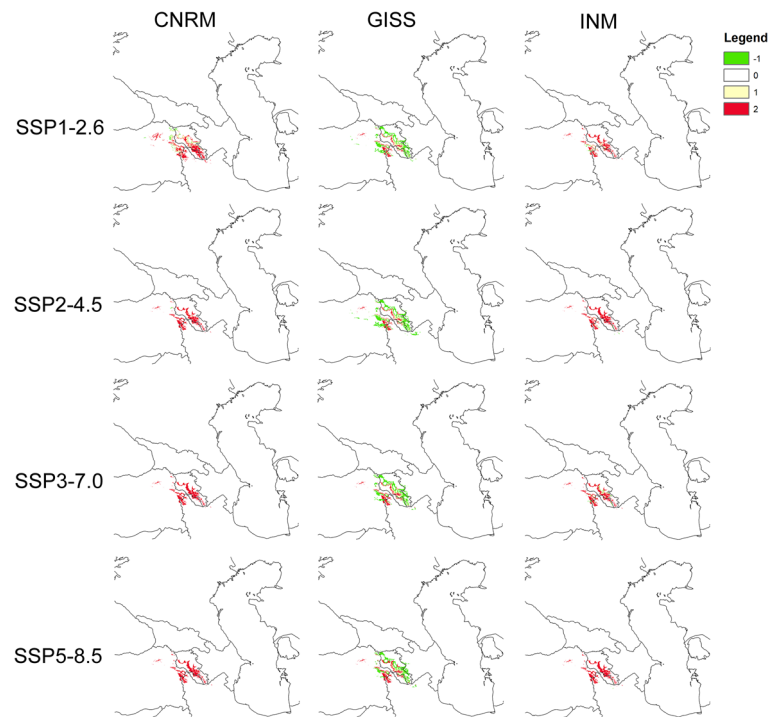 CNRM GISS INM
Legend
-1
0
1
2
SSP1-2.6
SSP2-4.5
SSP3-7.0
SSP5-8.5